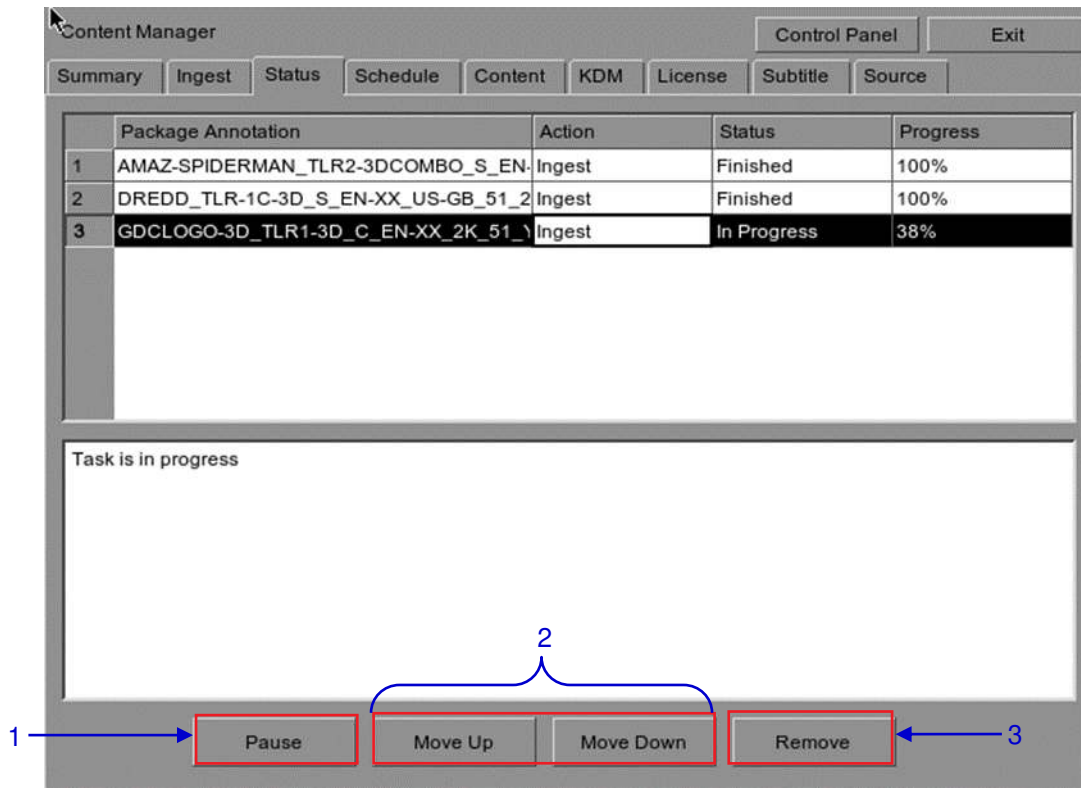 Content Manager Control Panel Exit
Summary Ingest Status Schedule Content KDM License Subtitle Source
Package Annotation Action Status Progress
1 AMAZ-SPIDERMAN_TLR2-3DCOMBO_S_EN- Ingest Finished 100%
2 DREDD_TLR-1C-3D_S_EN-XX_US-GB_51_2 Ingest Finished 100%
3 GDCLOGO-3D_TLR1-3D_C_EN-XX_2K_51_ Ingest In Progress 38%
Task is in progress
2
1 Pause Move Up Move Down Remove 3